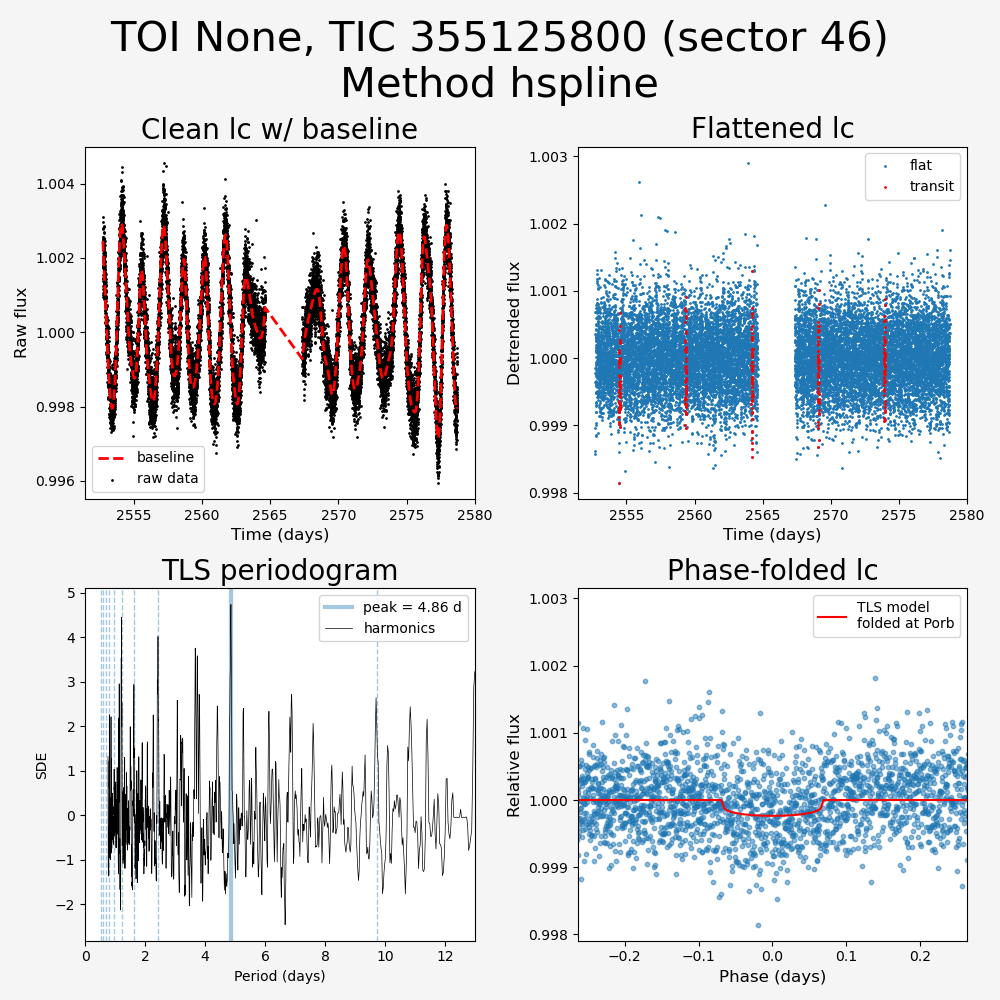 TOI None, TIC 355125800 (sector 46)
Method hspline
Clean lc w/ baseline
Raw flux
1.004
1.002
1.000
0.998
0.996
baseline
raw data
2555
2560
2565
2570
2575
2580
Time (days)
Flattened lc
Detrended flux
1.003
1.002
1.001
1.000
0.999
0.998
flat
transit
2555
2560
2565
2570
2575
2580
Time (days)
TLS periodogram
SDE
5
4
3
2
1
0
−1
−2
peak = 4.86 d
harmonics
0
2
4
6
8
10
12
Period (days)
Phase-folded lc
Relative flux
1.003
1.002
1.001
1.000
0.999
0.998
TLS model
folded at Porb
−0.2
−0.1
0.0
0.1
0.2
Phase (days)